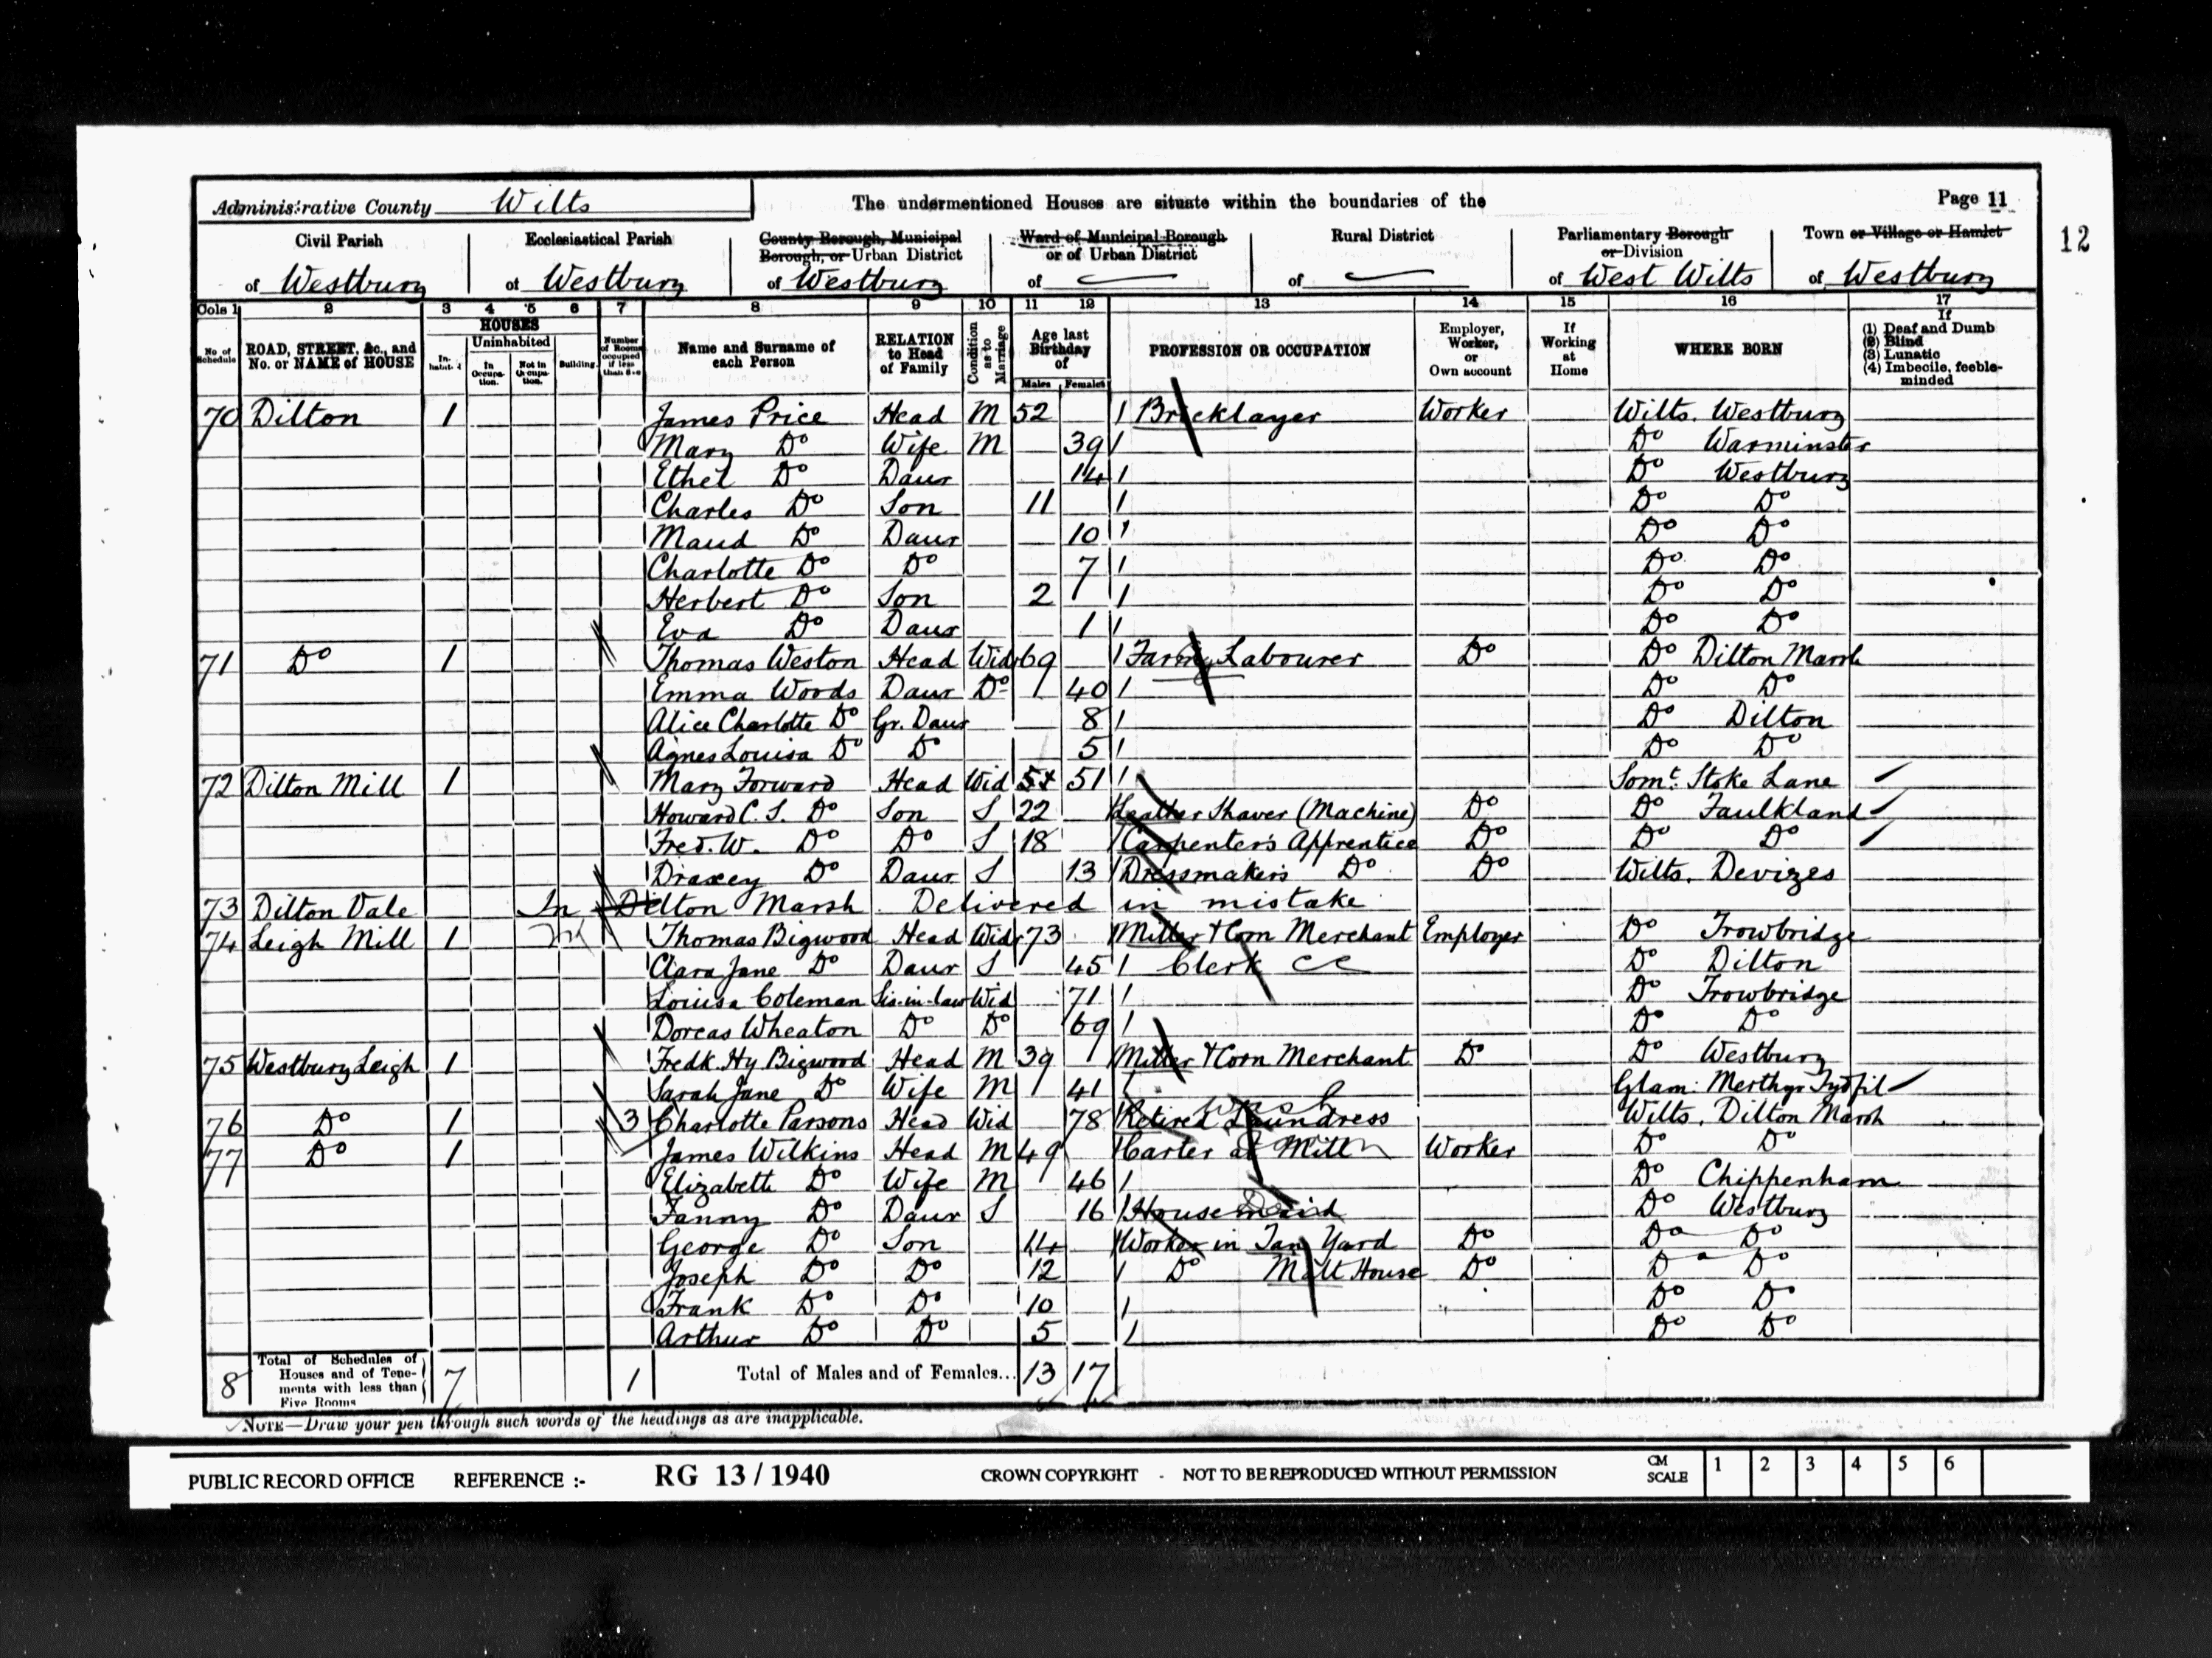 Administrative County Wilts
The undermentioned Houses are situate within the boundaries of the
Page 11
12
Civil Parish of Westbury
Ecclesiastical Parish of Westbury
County Borough, Municipal Borough, or Urban District of Westbury
Ward of Municipal Borough or of Urban District of —
Rural District of —
Parliamentary Borough or Division of West Wilts
Town or Village or Hamlet of Westbury
Cols 1 2 3 4 5 6 7 8 9 10 11 12 13 14 15 16 17
No of Schedule
ROAD, STREET, &c., and No. or NAME of HOUSE
HOUSES
Inhabit.
Uninhabited
In Occupation.
Not in Occupation.
Building
Number of Rooms occupied if less than five
Name and Surname of each Person
RELATION to Head of Family
Condition as to Marriage
Age last Birthday of
Males Females
PROFESSION OR OCCUPATION
Employer, Worker, or Own account
If Working at Home
WHERE BORN
If
(1) Deaf and Dumb
(2) Blind
(3) Lunatic
(4) Imbecile, feeble-minded
70 Dilton 1 James Price Head M 52 Bricklayer Worker Wilts. Westbury
Mary Do Wife M 39 Do Warminster
Ethel Do Daur 14 Do Westbury
Charles Do Son 11 Do Do
Maud Do Daur 10 Do Do
Charlotte Do Do 7 Do Do
Herbert Do Son 2 Do Do
Eva Do Daur 1 Do Do
71 Do 1 Thomas Weston Head Widr 69 Farm Labourer Do Do Dilton Marsh
Emma Woods Daur Do 40 Do Do
Alice Charlotte Do Gr. Daur 8 Do Dilton
Agnes Louisa Do Do 5 Do Do
72 Dilton Mill 1 Mary Forward Head Wid 51 Somt. Stoke Lane
Howard C. S. Do Son S 22 Leather Shaver (Machine) Do Do Faulkland
Fred. W. Do Do S 18 Carpenter's Apprentice Do Do Do
Draxey Do Daur S 13 Dressmakers Do Do Wilts. Devizes
73 Dilton Vale In Dilton Marsh Delivered in mistake
74 Leigh Mill 1 Thomas Bigwood Head Widr 73 Miller & Corn Merchant Employer Do Trowbridge
Clara Jane Do Daur S 45 Clerk CC Do Dilton
Louisa Coleman Sis-in-law Wid 71 Do Trowbridge
Dorcas Wheaton Do Do 69 Do Do
75 Westbury Leigh 1 Fredk. Hy Bigwood Head M 39 Miller & Corn Merchant Do Do Westbury
Sarah Jane Do Wife M 41 Glam: Merthyr Tydfil
76 Do 1 3 Charlotte Parsons Head Wid 78 Retired Laundress Wilts. Dilton Marsh
77 Do 1 James Wilkins Head M 49 Carter at Mill Worker Do Do
Elizabeth Do Wife M 46 Do Chippenham
Fanny Do Daur S 16 Housemaid Do Westbury
George Do Son 14 Worker in Tan Yard Do Do Do
Joseph Do Do 12 Do Malt House Do Do Do
Frank Do Do 10 Do Do
Arthur Do Do 5 Do Do
8 Total of Schedules of Houses and of Tenements with less than Five Rooms 7 1 Total of Males and of Females... 13 17
NOTE—Draw your pen through such words of the headings as are inapplicable.
PUBLIC RECORD OFFICE REFERENCE :- RG 13 / 1940 CROWN COPYRIGHT - NOT TO BE REPRODUCED WITHOUT PERMISSION CM SCALE 1 2 3 4 5 6